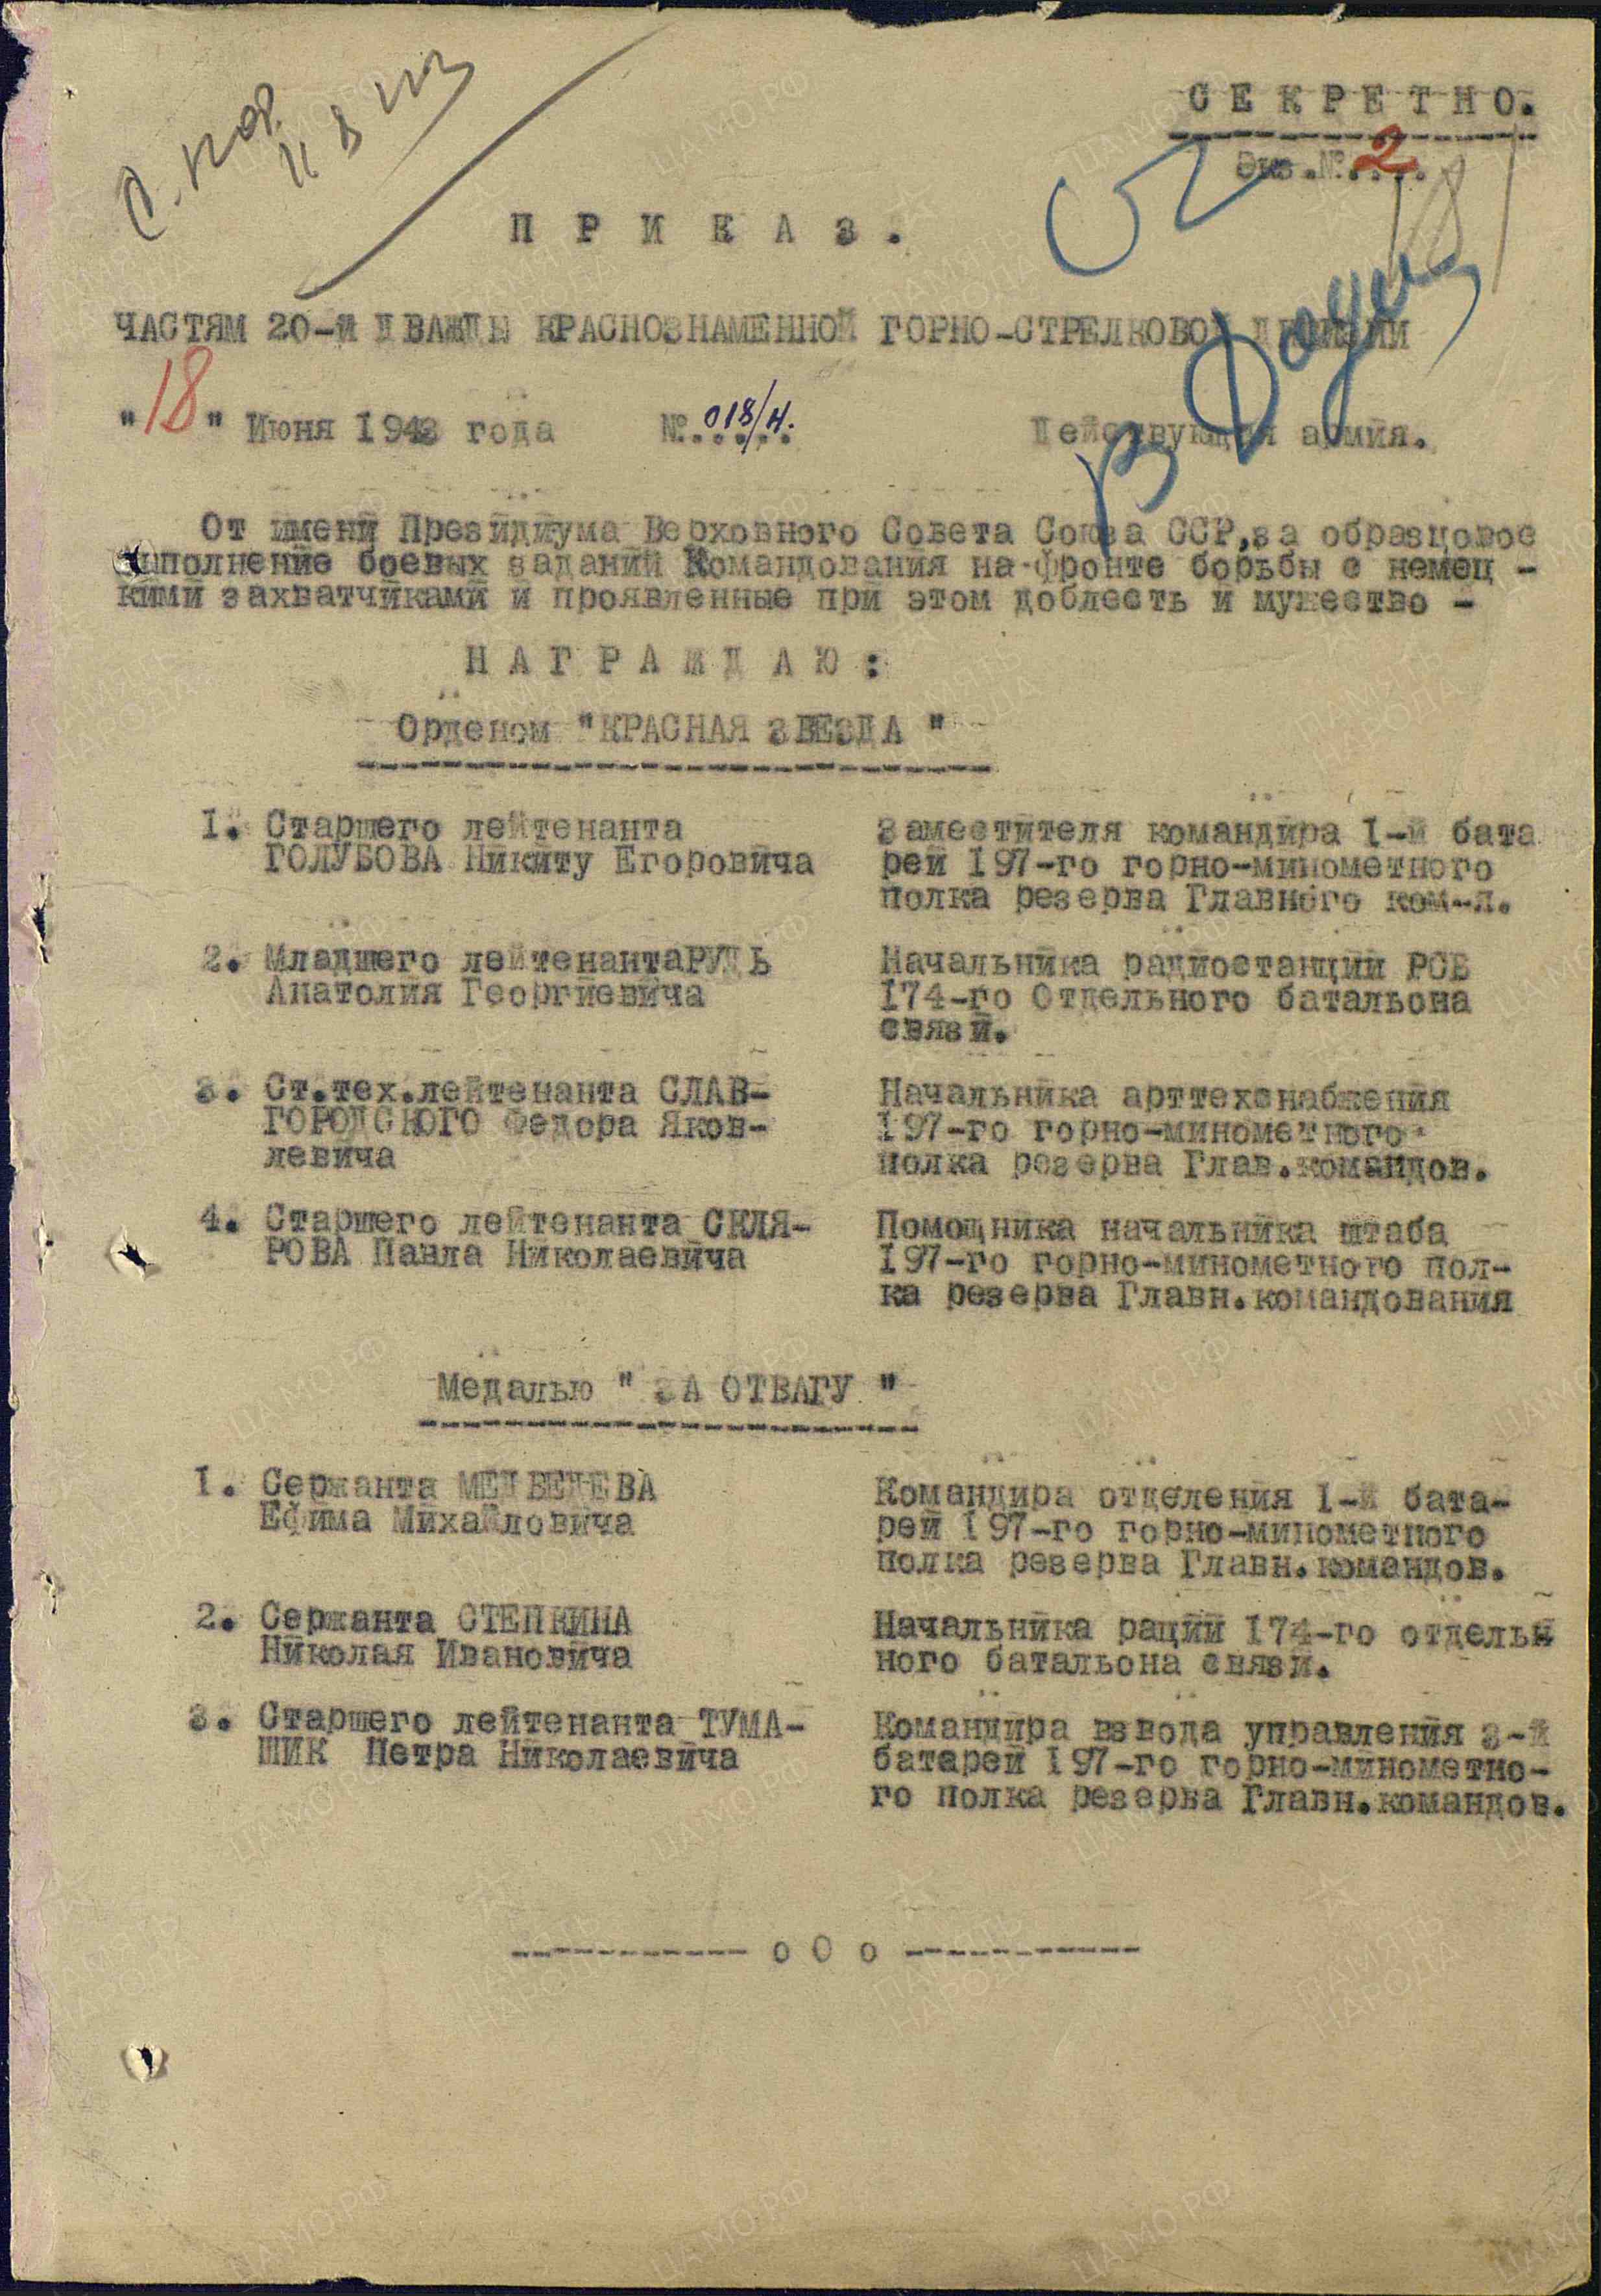 СЕКРЕТНО.
Экз.№ 2
ПРИКАЗ.
ЧАСТЯМ 20-Й ДВАЖДЫ КРАСНОЗНАМЕННОЙ ГОРНО-СТРЕЛКОВОЙ ДИВИЗИИ
"18" Июня 1943 года №.018/н. Действующая армия.
От имени Президиума Верховного Совета Союза ССР,за образцовое
выполнение боевых заданий Командования на фронте борьбы с немец -
кими захватчиками и проявленные при этом доблесть и мужество -
НАГРАЖДАЮ:
Орденом "КРАСНАЯ ЗВЕЗДА "
1. Старшего лейтенанта
ГОЛУБОВА Никиту Егоровича
Заместителя командира 1-й бата
рей 197-го горно-минометного
полка резерва Главного ком-я.
2. Младшего лейтенантаРУДЬ
Анатолия Георгиевича
Начальника радиостанции РСБ
174-го Отдельного батальона
связи.
3. Ст.тех.лейтенанта СЛАВ-
ГОРОДСКОГО Федора Яков-
левича
Начальника арттехснабжения
197-го горно-минометного
полка резерва Глав.командов.
4. Старшего лейтенанта СКЛЯ-
РОВА Павла Николаевича
Помощника начальника штаба
197-го горно-минометного пол-
ка резерва Главн.командования
Медалью " ЗА ОТВАГУ "
1. Сержанта МЕДВЕДЕВА
Ефима Михайловича
Командира отделения 1-й бата-
рей 197-го горно-минометного
полка резерва Главн.командов.
2. Сержанта СТЕПКИНА
Николая Ивановича
Начальника рации 174-го отдельн
ного батальона связи.
3. Старшего лейтенанта ТУМА-
ШИК Петра Николаевича
Командира взвода управления 3-й
батарей 197-го горно-минометно-
го полка резерва Главн.командов.
----------- о О о -----------
ЦАМО.РФ
ПАМЯТЬ
НАРОДА